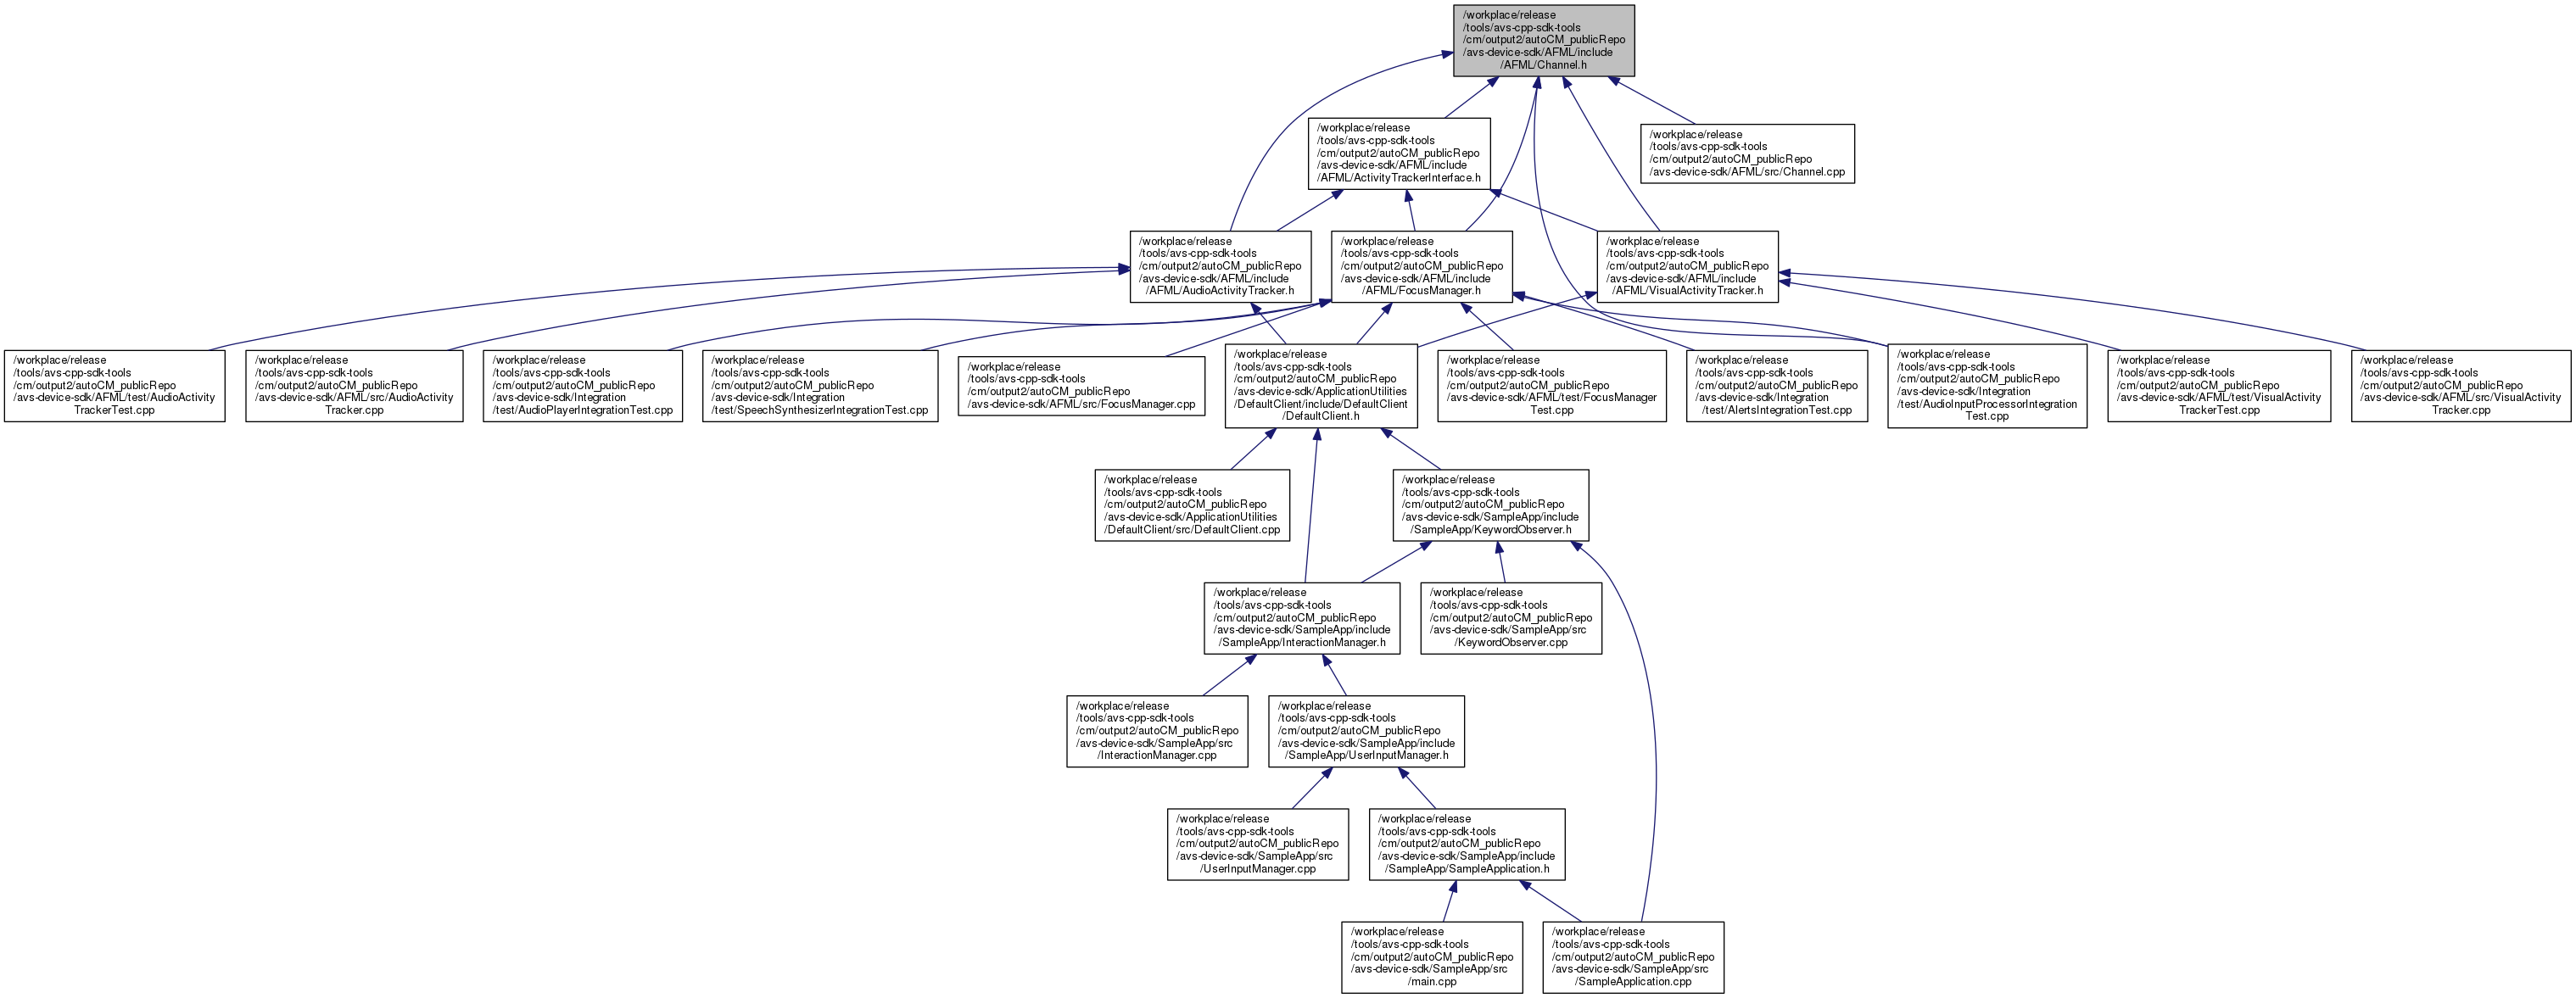 /workplace/release
/tools/avs-cpp-sdk-tools
/cm/output2/autoCM_publicRepo
/avs-device-sdk/AFML/include
/AFML/Channel.h
/workplace/release
/tools/avs-cpp-sdk-tools
/cm/output2/autoCM_publicRepo
/avs-device-sdk/AFML/include
/AFML/ActivityTrackerInterface.h
/workplace/release
/tools/avs-cpp-sdk-tools
/cm/output2/autoCM_publicRepo
/avs-device-sdk/AFML/src/Channel.cpp
/workplace/release
/tools/avs-cpp-sdk-tools
/cm/output2/autoCM_publicRepo
/avs-device-sdk/AFML/include
/AFML/AudioActivityTracker.h
/workplace/release
/tools/avs-cpp-sdk-tools
/cm/output2/autoCM_publicRepo
/avs-device-sdk/AFML/include
/AFML/FocusManager.h
/workplace/release
/tools/avs-cpp-sdk-tools
/cm/output2/autoCM_publicRepo
/avs-device-sdk/AFML/include
/AFML/VisualActivityTracker.h
/workplace/release
/tools/avs-cpp-sdk-tools
/cm/output2/autoCM_publicRepo
/avs-device-sdk/AFML/test/AudioActivity
TrackerTest.cpp
/workplace/release
/tools/avs-cpp-sdk-tools
/cm/output2/autoCM_publicRepo
/avs-device-sdk/AFML/src/AudioActivity
Tracker.cpp
/workplace/release
/tools/avs-cpp-sdk-tools
/cm/output2/autoCM_publicRepo
/avs-device-sdk/Integration
/test/AudioPlayerIntegrationTest.cpp
/workplace/release
/tools/avs-cpp-sdk-tools
/cm/output2/autoCM_publicRepo
/avs-device-sdk/Integration
/test/SpeechSynthesizerIntegrationTest.cpp
/workplace/release
/tools/avs-cpp-sdk-tools
/cm/output2/autoCM_publicRepo
/avs-device-sdk/AFML/src/FocusManager.cpp
/workplace/release
/tools/avs-cpp-sdk-tools
/cm/output2/autoCM_publicRepo
/avs-device-sdk/ApplicationUtilities
/DefaultClient/include/DefaultClient
/DefaultClient.h
/workplace/release
/tools/avs-cpp-sdk-tools
/cm/output2/autoCM_publicRepo
/avs-device-sdk/AFML/test/FocusManager
Test.cpp
/workplace/release
/tools/avs-cpp-sdk-tools
/cm/output2/autoCM_publicRepo
/avs-device-sdk/Integration
/test/AlertsIntegrationTest.cpp
/workplace/release
/tools/avs-cpp-sdk-tools
/cm/output2/autoCM_publicRepo
/avs-device-sdk/Integration
/test/AudioInputProcessorIntegration
Test.cpp
/workplace/release
/tools/avs-cpp-sdk-tools
/cm/output2/autoCM_publicRepo
/avs-device-sdk/AFML/test/VisualActivity
TrackerTest.cpp
/workplace/release
/tools/avs-cpp-sdk-tools
/cm/output2/autoCM_publicRepo
/avs-device-sdk/AFML/src/VisualActivity
Tracker.cpp
/workplace/release
/tools/avs-cpp-sdk-tools
/cm/output2/autoCM_publicRepo
/avs-device-sdk/ApplicationUtilities
/DefaultClient/src/DefaultClient.cpp
/workplace/release
/tools/avs-cpp-sdk-tools
/cm/output2/autoCM_publicRepo
/avs-device-sdk/SampleApp/include
/SampleApp/KeywordObserver.h
/workplace/release
/tools/avs-cpp-sdk-tools
/cm/output2/autoCM_publicRepo
/avs-device-sdk/SampleApp/include
/SampleApp/InteractionManager.h
/workplace/release
/tools/avs-cpp-sdk-tools
/cm/output2/autoCM_publicRepo
/avs-device-sdk/SampleApp/src
/KeywordObserver.cpp
/workplace/release
/tools/avs-cpp-sdk-tools
/cm/output2/autoCM_publicRepo
/avs-device-sdk/SampleApp/src
/InteractionManager.cpp
/workplace/release
/tools/avs-cpp-sdk-tools
/cm/output2/autoCM_publicRepo
/avs-device-sdk/SampleApp/include
/SampleApp/UserInputManager.h
/workplace/release
/tools/avs-cpp-sdk-tools
/cm/output2/autoCM_publicRepo
/avs-device-sdk/SampleApp/src
/UserInputManager.cpp
/workplace/release
/tools/avs-cpp-sdk-tools
/cm/output2/autoCM_publicRepo
/avs-device-sdk/SampleApp/include
/SampleApp/SampleApplication.h
/workplace/release
/tools/avs-cpp-sdk-tools
/cm/output2/autoCM_publicRepo
/avs-device-sdk/SampleApp/src
/main.cpp
/workplace/release
/tools/avs-cpp-sdk-tools
/cm/output2/autoCM_publicRepo
/avs-device-sdk/SampleApp/src
/SampleApplication.cpp